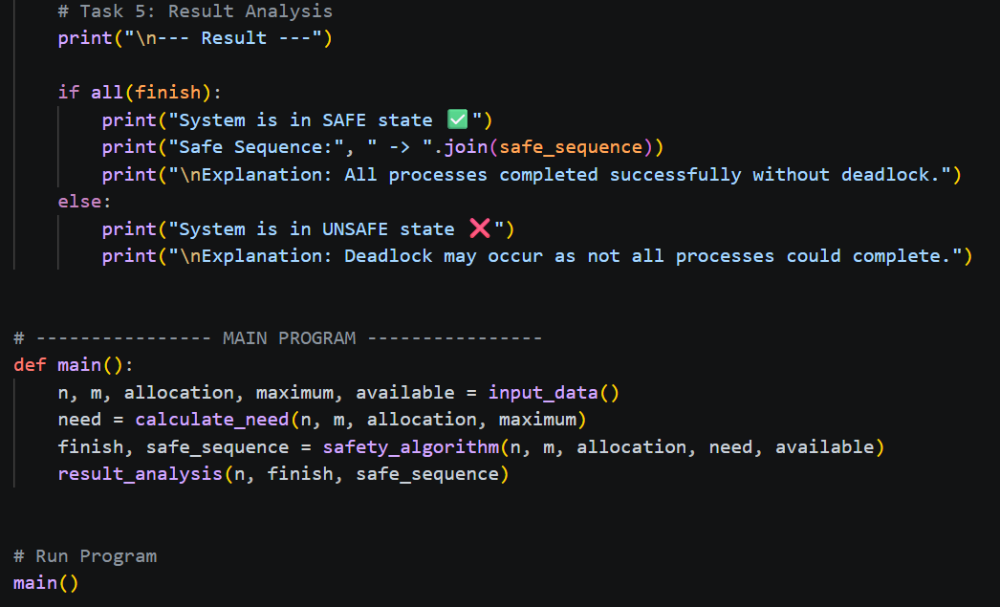 # Task 5: Result Analysis
    print("\n--- Result ---")

    if all(finish):
        print("System is in SAFE state ✅")
        print("Safe Sequence:", " -> ".join(safe_sequence))
        print("\nExplanation: All processes completed successfully without deadlock.")
    else:
        print("System is in UNSAFE state ❌")
        print("\nExplanation: Deadlock may occur as not all processes could complete.")


# ---------------- MAIN PROGRAM ----------------
def main():
    n, m, allocation, maximum, available = input_data()
    need = calculate_need(n, m, allocation, maximum)
    finish, safe_sequence = safety_algorithm(n, m, allocation, need, available)
    result_analysis(n, finish, safe_sequence)


# Run Program
main()